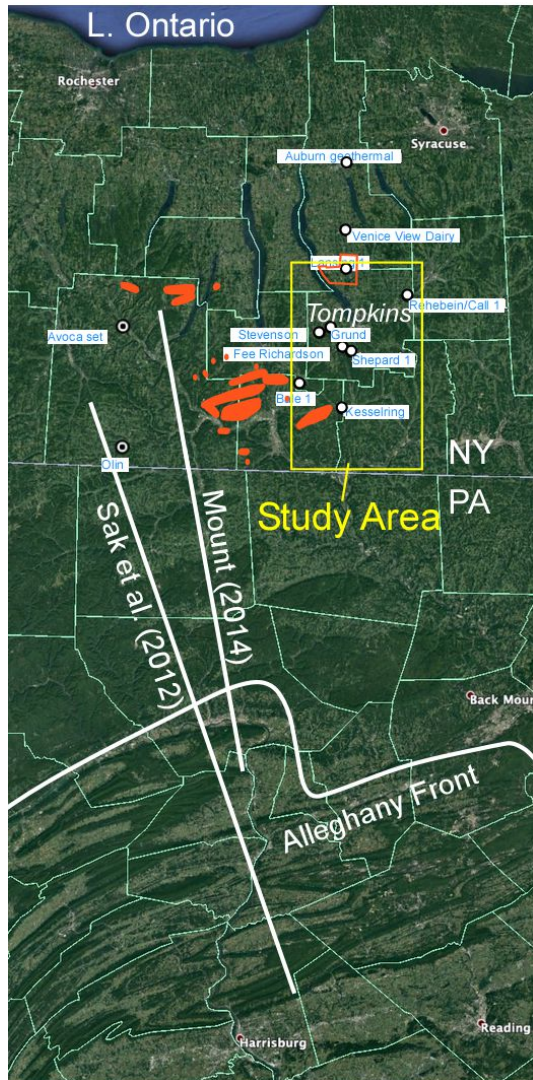 L. Ontario
Rochester
Syracuse
Auburn geothermal
Venice View Dairy
Lansing 1
Rehebein/Call 1
Tompkins
Avoca set
Stevenson
Grund
Fee Richardson
Shepard 1
Bale 1
Kesselring
Olin
NY
PA
Study Area
Mount (2014)
Sak et al. (2012)
Back Moun
Alleghany Front
Harrisburg
Reading